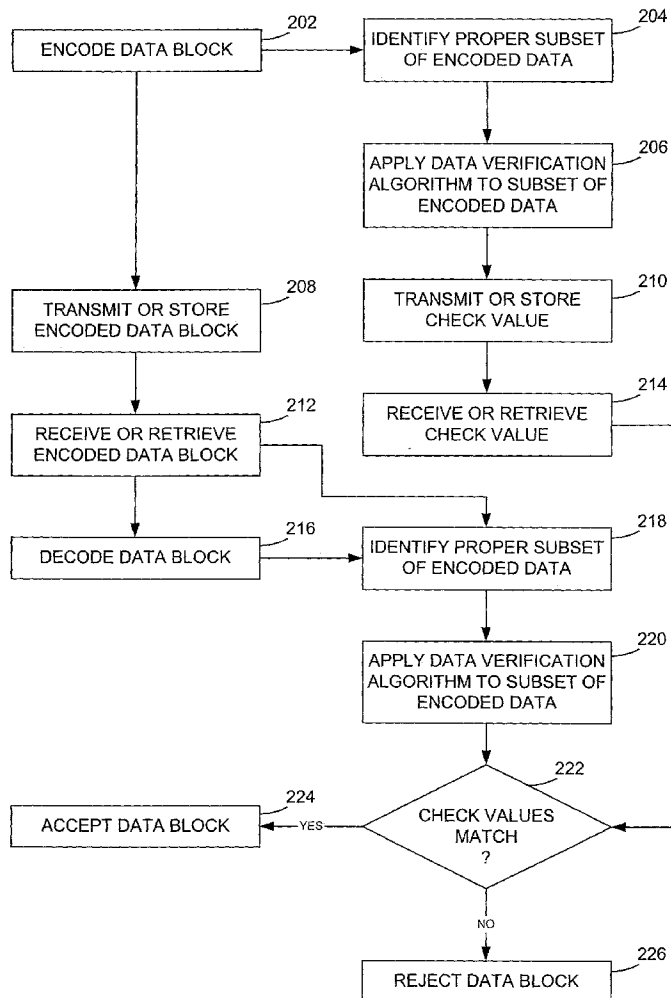 202
ENCODE DATA BLOCK
204
IDENTIFY PROPER SUBSET
OF ENCODED DATA
206
APPLY DATA VERIFICATION
ALGORITHM TO SUBSET OF
ENCODED DATA
208
TRANSMIT OR STORE
ENCODED DATA BLOCK
210
TRANSMIT OR STORE
CHECK VALUE
212
RECEIVE OR RETRIEVE
ENCODED DATA BLOCK
214
RECEIVE OR RETRIEVE
CHECK VALUE
216
DECODE DATA BLOCK
218
IDENTIFY PROPER SUBSET
OF ENCODED DATA
220
APPLY DATA VERIFICATION
ALGORITHM TO SUBSET OF
ENCODED DATA
222
CHECK VALUES
MATCH
?
224
ACCEPT DATA BLOCK
YES
NO
226
REJECT DATA BLOCK